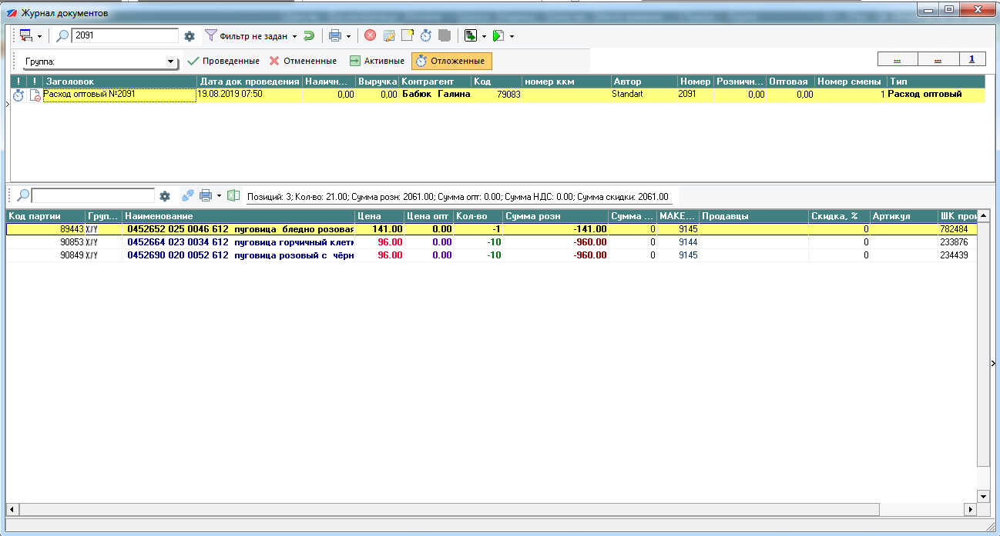 Журнал документов
2091 Фильтр не задан
Группа: Проведенные Отмененные Активные Отложенные ... ... 1
! ! Заголовок Дата док проведения Наличн... Выручка Контрагент Код номер ккм Автор Номер Розничн... Оптовая Номер смены Тип
Расход оптовый №2091 19.08.2019 07:50 0,00 0,00 Бабюк Галина 79083 Standart 2091 0,00 0,00 1 Расход оптовый
Позиций: 3; Кол-во: 21.00; Сумма розн: 2061.00; Сумма опт: 0.00; Сумма НДС: 0.00; Сумма скидки: 2061.00
Код партии Груп... Наименование Цена Цена опт Кол-во Сумма розн Сумма ... МАКЕ... Продавцы Скидка, % Артикул ШК прои
89443 Х/Y 0452652 025 0046 612 пуговица бледно розовая 141.00 0.00 -1 -141.00 0 9145 0 782484
90853 Х/Y 0452664 023 0034 612 пуговица горчичный клетк 96.00 0.00 -10 -960.00 0 9144 0 233876
90849 Х/Y 0452690 020 0052 612 пуговица розовый с чёрн 96.00 0.00 -10 -960.00 0 9145 0 234439